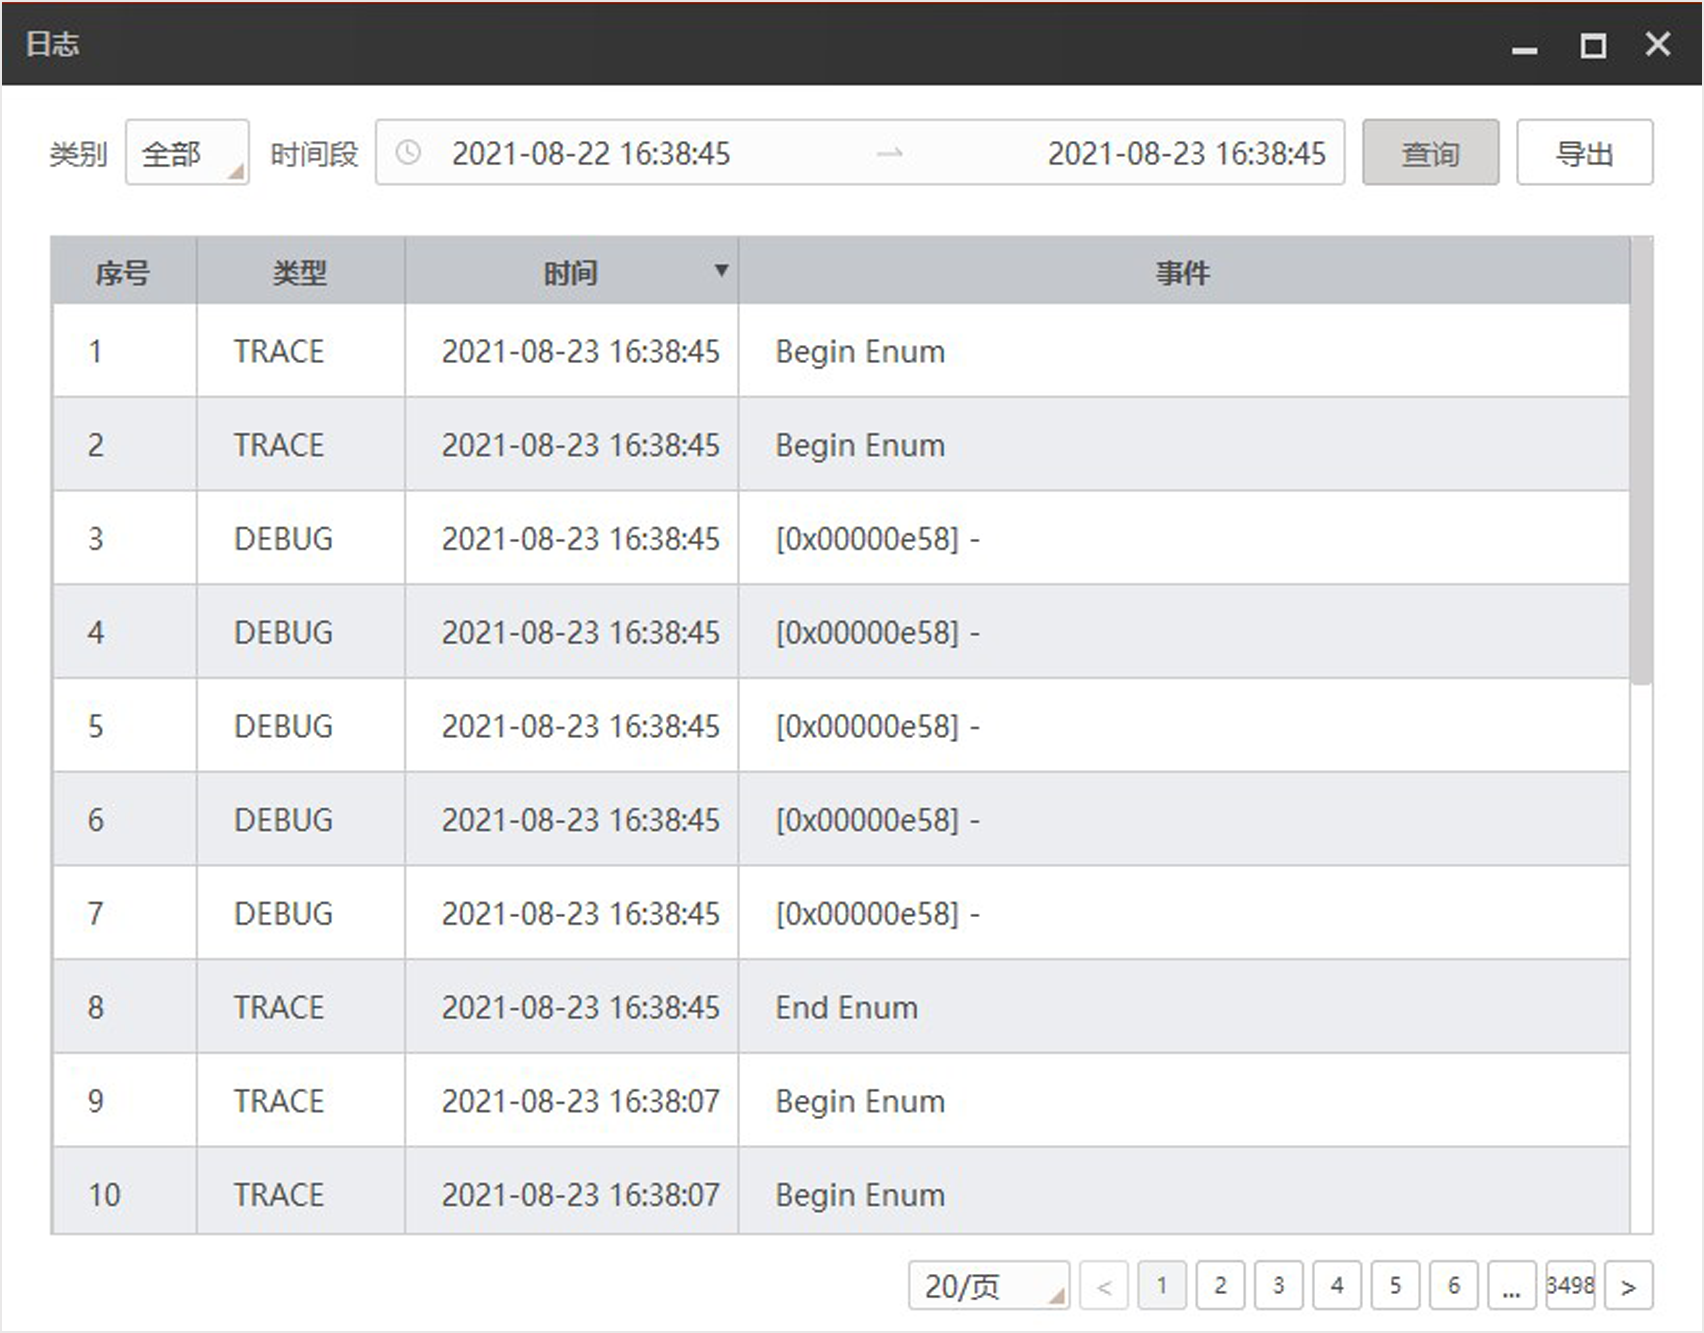 日志
类别 全部 时间段 2021-08-22 16:38:45 → 2021-08-23 16:38:45 查询 导出
序号 类型 时间 ▼ 事件
1 TRACE 2021-08-23 16:38:45 Begin Enum
2 TRACE 2021-08-23 16:38:45 Begin Enum
3 DEBUG 2021-08-23 16:38:45 [0x00000e58] -
4 DEBUG 2021-08-23 16:38:45 [0x00000e58] -
5 DEBUG 2021-08-23 16:38:45 [0x00000e58] -
6 DEBUG 2021-08-23 16:38:45 [0x00000e58] -
7 DEBUG 2021-08-23 16:38:45 [0x00000e58] -
8 TRACE 2021-08-23 16:38:45 End Enum
9 TRACE 2021-08-23 16:38:07 Begin Enum
10 TRACE 2021-08-23 16:38:07 Begin Enum
20/页 < 1 2 3 4 5 6 ... 3498 >